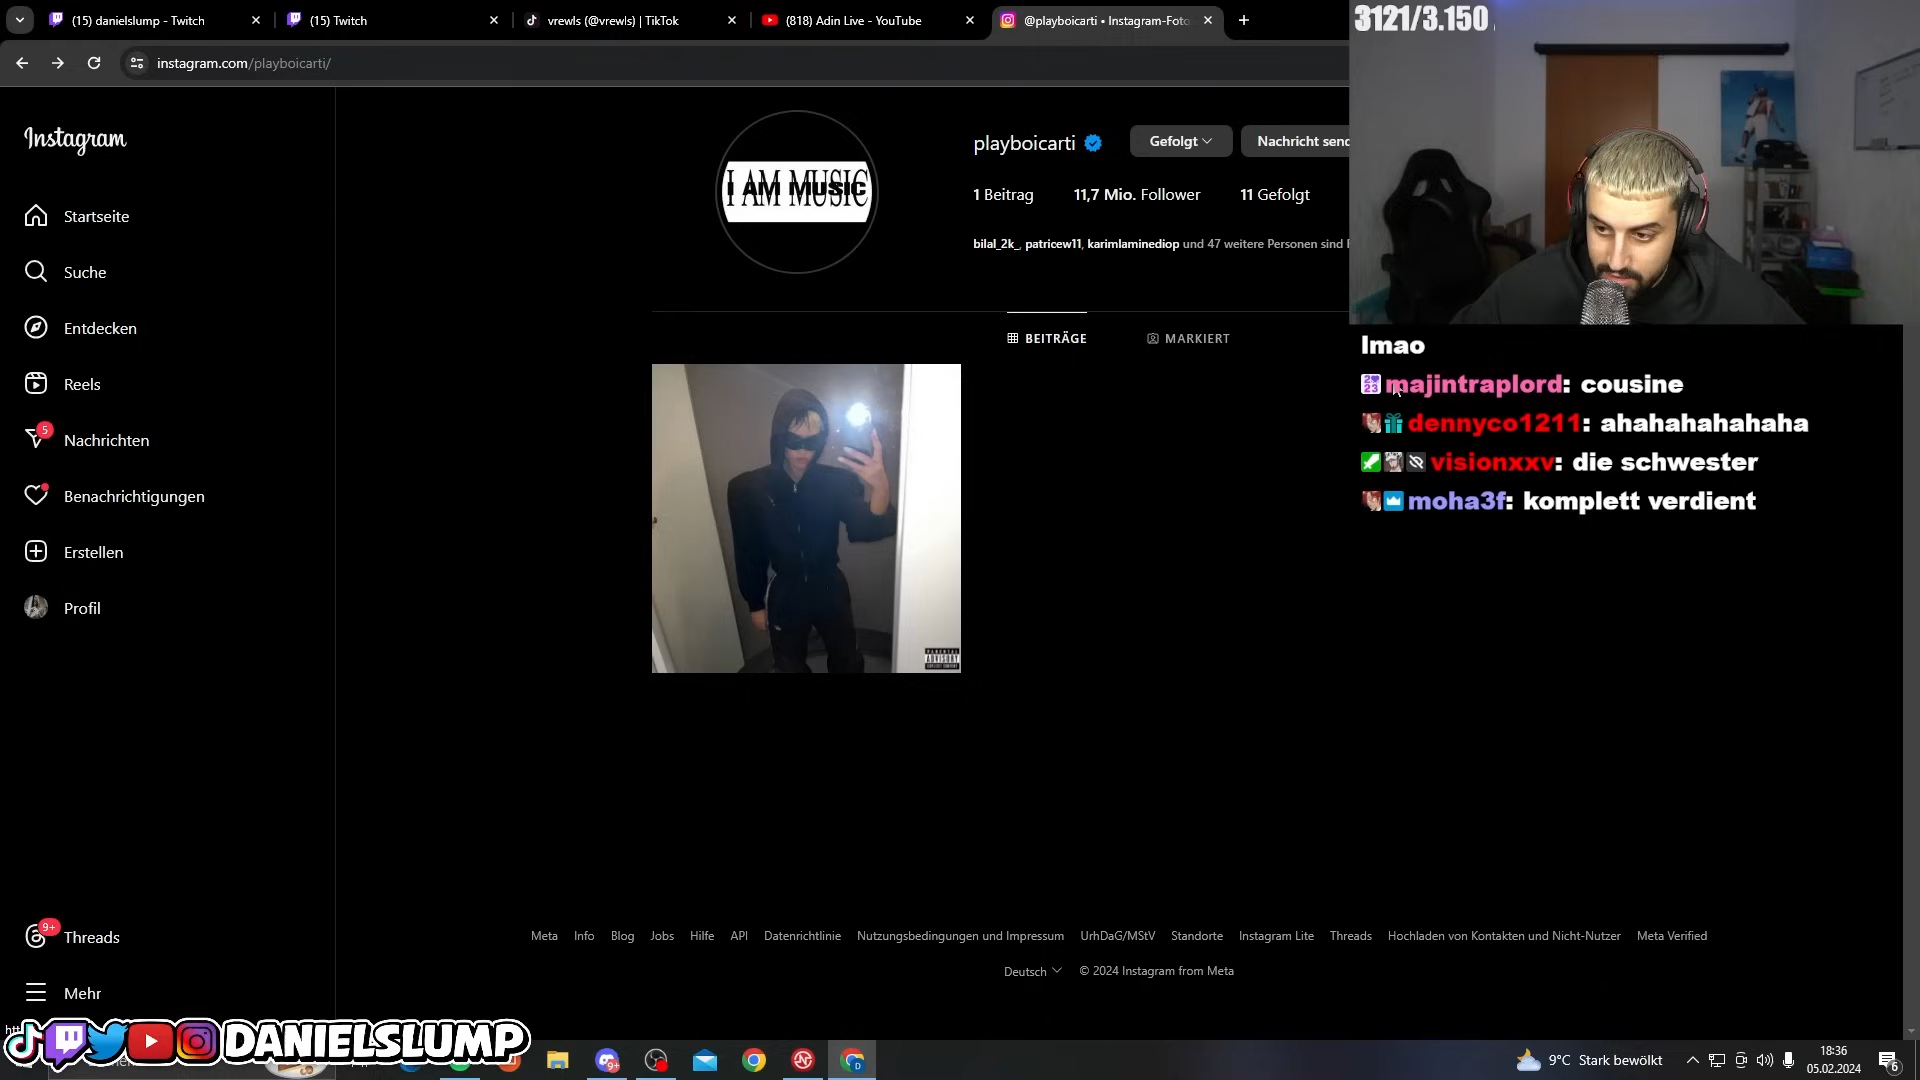 (15) danielslump - Twitch
(15) Twitch
vrewls (@vrewls) | TikTok
(818) Adin Live - YouTube
@playboicarti • Instagram-Foto
instagram.com/playboicarti/
3121/3.150
Instagram
Startseite
Suche
Entdecken
Reels
5
Nachrichten
Benachrichtigungen
Erstellen
Profil
9+
Threads
Mehr
I AM MUSIC
playboicarti
Gefolgt
Nachricht send
1 Beitrag
11,7 Mio. Follower
11 Gefolgt
bilal_2k_, patricew11, karimlaminediop und 47 weitere Personen sind
BEITRÄGE
MARKIERT
PARENTAL
ADVISORY
lmao
majintraplord: cousine
dennyco1211: ahahahahahaha
visionxxv: die schwester
moha3f: komplett verdient
Meta Info Blog Jobs Hilfe API Datenrichtlinie Nutzungsbedingungen und Impressum UrhDaG/MStV Standorte Instagram Lite Threads Hochladen von Kontakten und Nicht-Nutzer Meta Verified
Deutsch © 2024 Instagram from Meta
DANIELSLUMP
9+
9°C Stark bewölkt
18:36
05.02.2024
6